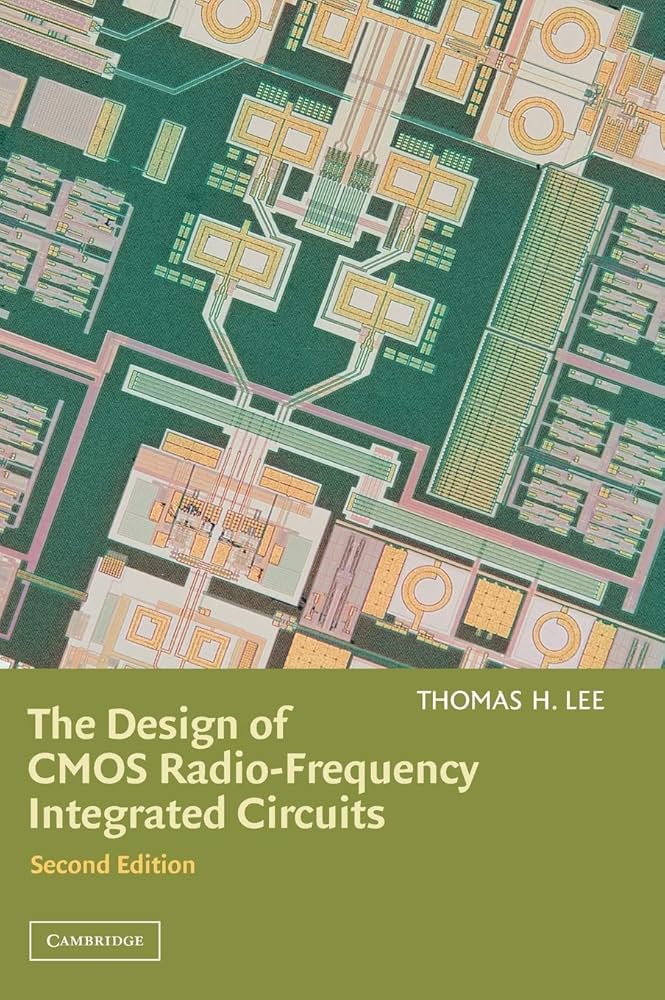 THOMAS H. LEE
The Design of
CMOS Radio-Frequency
Integrated Circuits
Second Edition
CAMBRIDGE